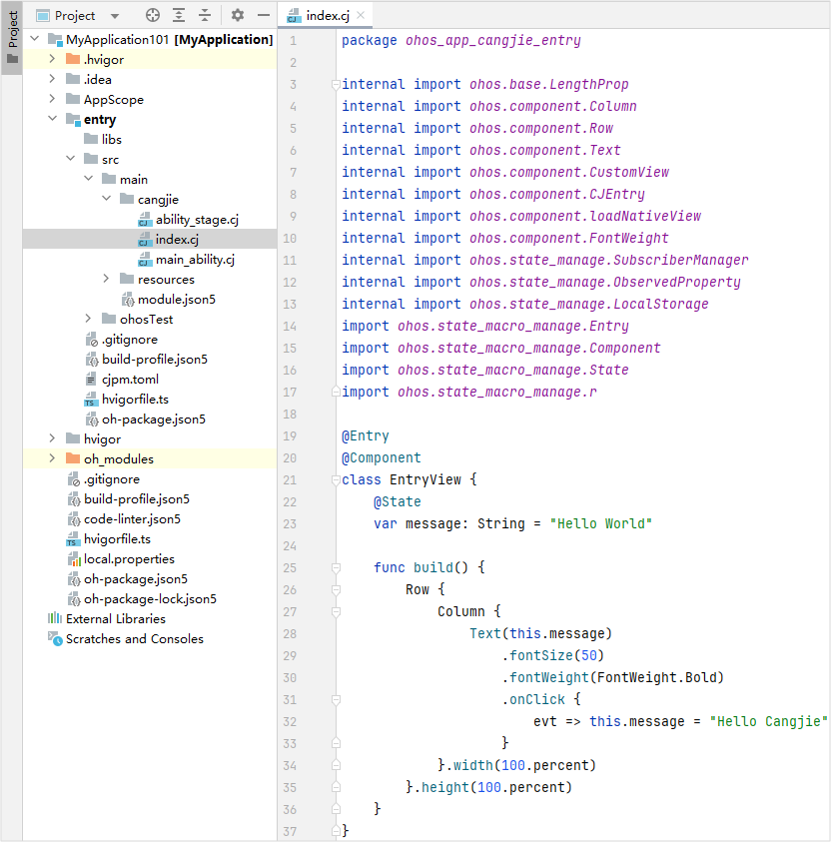 Project
Project
MyApplication101 [MyApplication]
.hvigor
.idea
AppScope
entry
libs
src
main
cangjie
ability_stage.cj
index.cj
main_ability.cj
resources
module.json5
ohosTest
.gitignore
build-profile.json5
cjpm.toml
hvigorfile.ts
oh-package.json5
hvigor
oh_modules
.gitignore
build-profile.json5
code-linter.json5
hvigorfile.ts
local.properties
oh-package.json5
oh-package-lock.json5
External Libraries
Scratches and Consoles
index.cj
1 package ohos_app_cangjie_entry
2
3 internal import ohos.base.LengthProp
4 internal import ohos.component.Column
5 internal import ohos.component.Row
6 internal import ohos.component.Text
7 internal import ohos.component.CustomView
8 internal import ohos.component.CJEntry
9 internal import ohos.component.loadNativeView
10 internal import ohos.component.FontWeight
11 internal import ohos.state_manage.SubscriberManager
12 internal import ohos.state_manage.ObservedProperty
13 internal import ohos.state_manage.LocalStorage
14 import ohos.state_macro_manage.Entry
15 import ohos.state_macro_manage.Component
16 import ohos.state_macro_manage.State
17 import ohos.state_macro_manage.r
18
19 @Entry
20 @Component
21 class EntryView {
22 @State
23 var message: String = "Hello World"
24
25 func build() {
26 Row {
27 Column {
28 Text(this.message)
29 .fontSize(50)
30 .fontWeight(FontWeight.Bold)
31 .onClick {
32 evt => this.message = "Hello Cangjie"
33 }
34 }.width(100.percent)
35 }.height(100.percent)
36 }
37 }